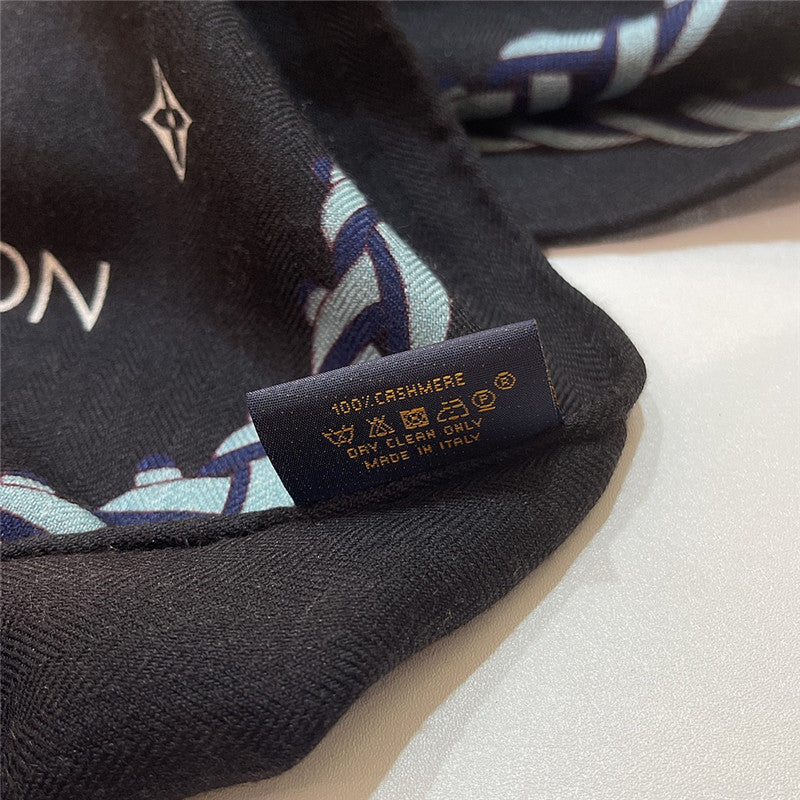 ON
100% CASHMERE
P ®
DRY CLEAN ONLY
MADE IN ITALY